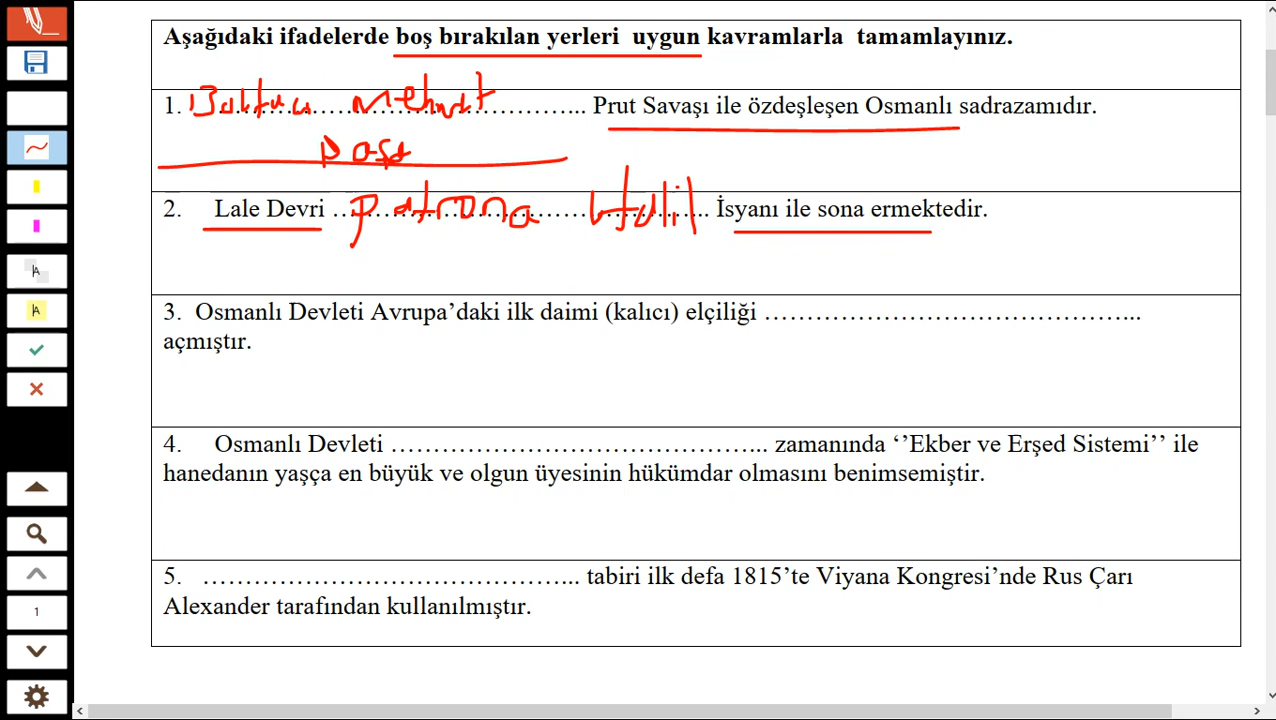 Aşağıdaki ifadelerde boş bırakılan yerleri uygun kavramlarla tamamlayınız.
1. Baltacı Mehmet ………….. Prut Savaşı ile özdeşleşen Osmanlı sadrazamıdır.
Paşa
2. Lale Devri … Patrona Halil .. İsyanı ile sona ermektedir.
3. Osmanlı Devleti Avrupa’daki ilk daimi (kalıcı) elçiliği ……………………………………..
açmıştır.
4. Osmanlı Devleti ……………………………………... zamanında ‘’Ekber ve Erşed Sistemi’’ ile
hanedanın yaşça en büyük ve olgun üyesinin hükümdar olmasını benimsemiştir.
5. …………………………………….. tabiri ilk defa 1815’te Viyana Kongresi’nde Rus Çarı
Alexander tarafından kullanılmıştır.
A
A
1